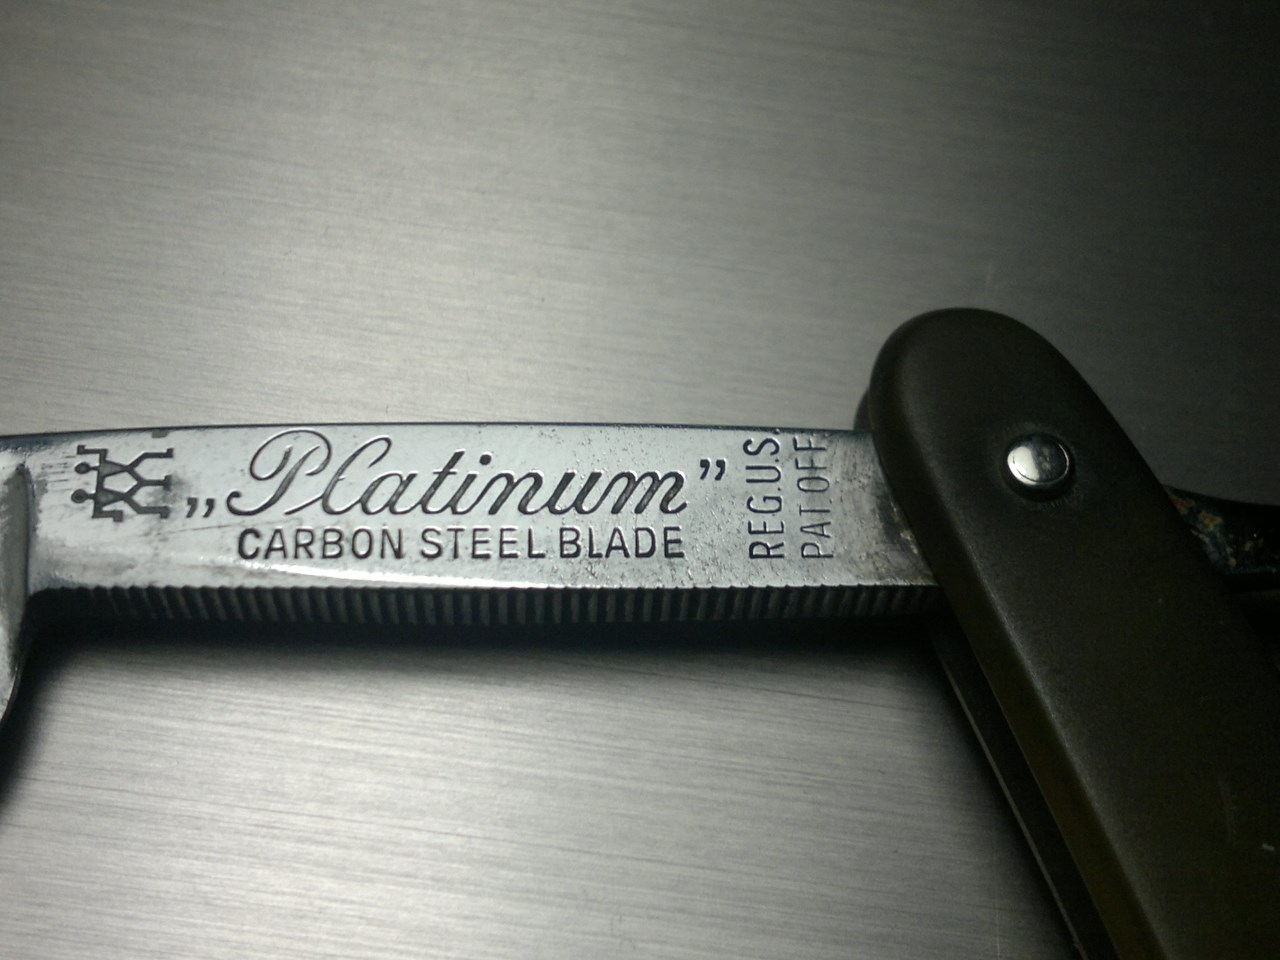 „Platinum”
CARBON STEEL BLADE
REG.U.S.
PAT.OFF.